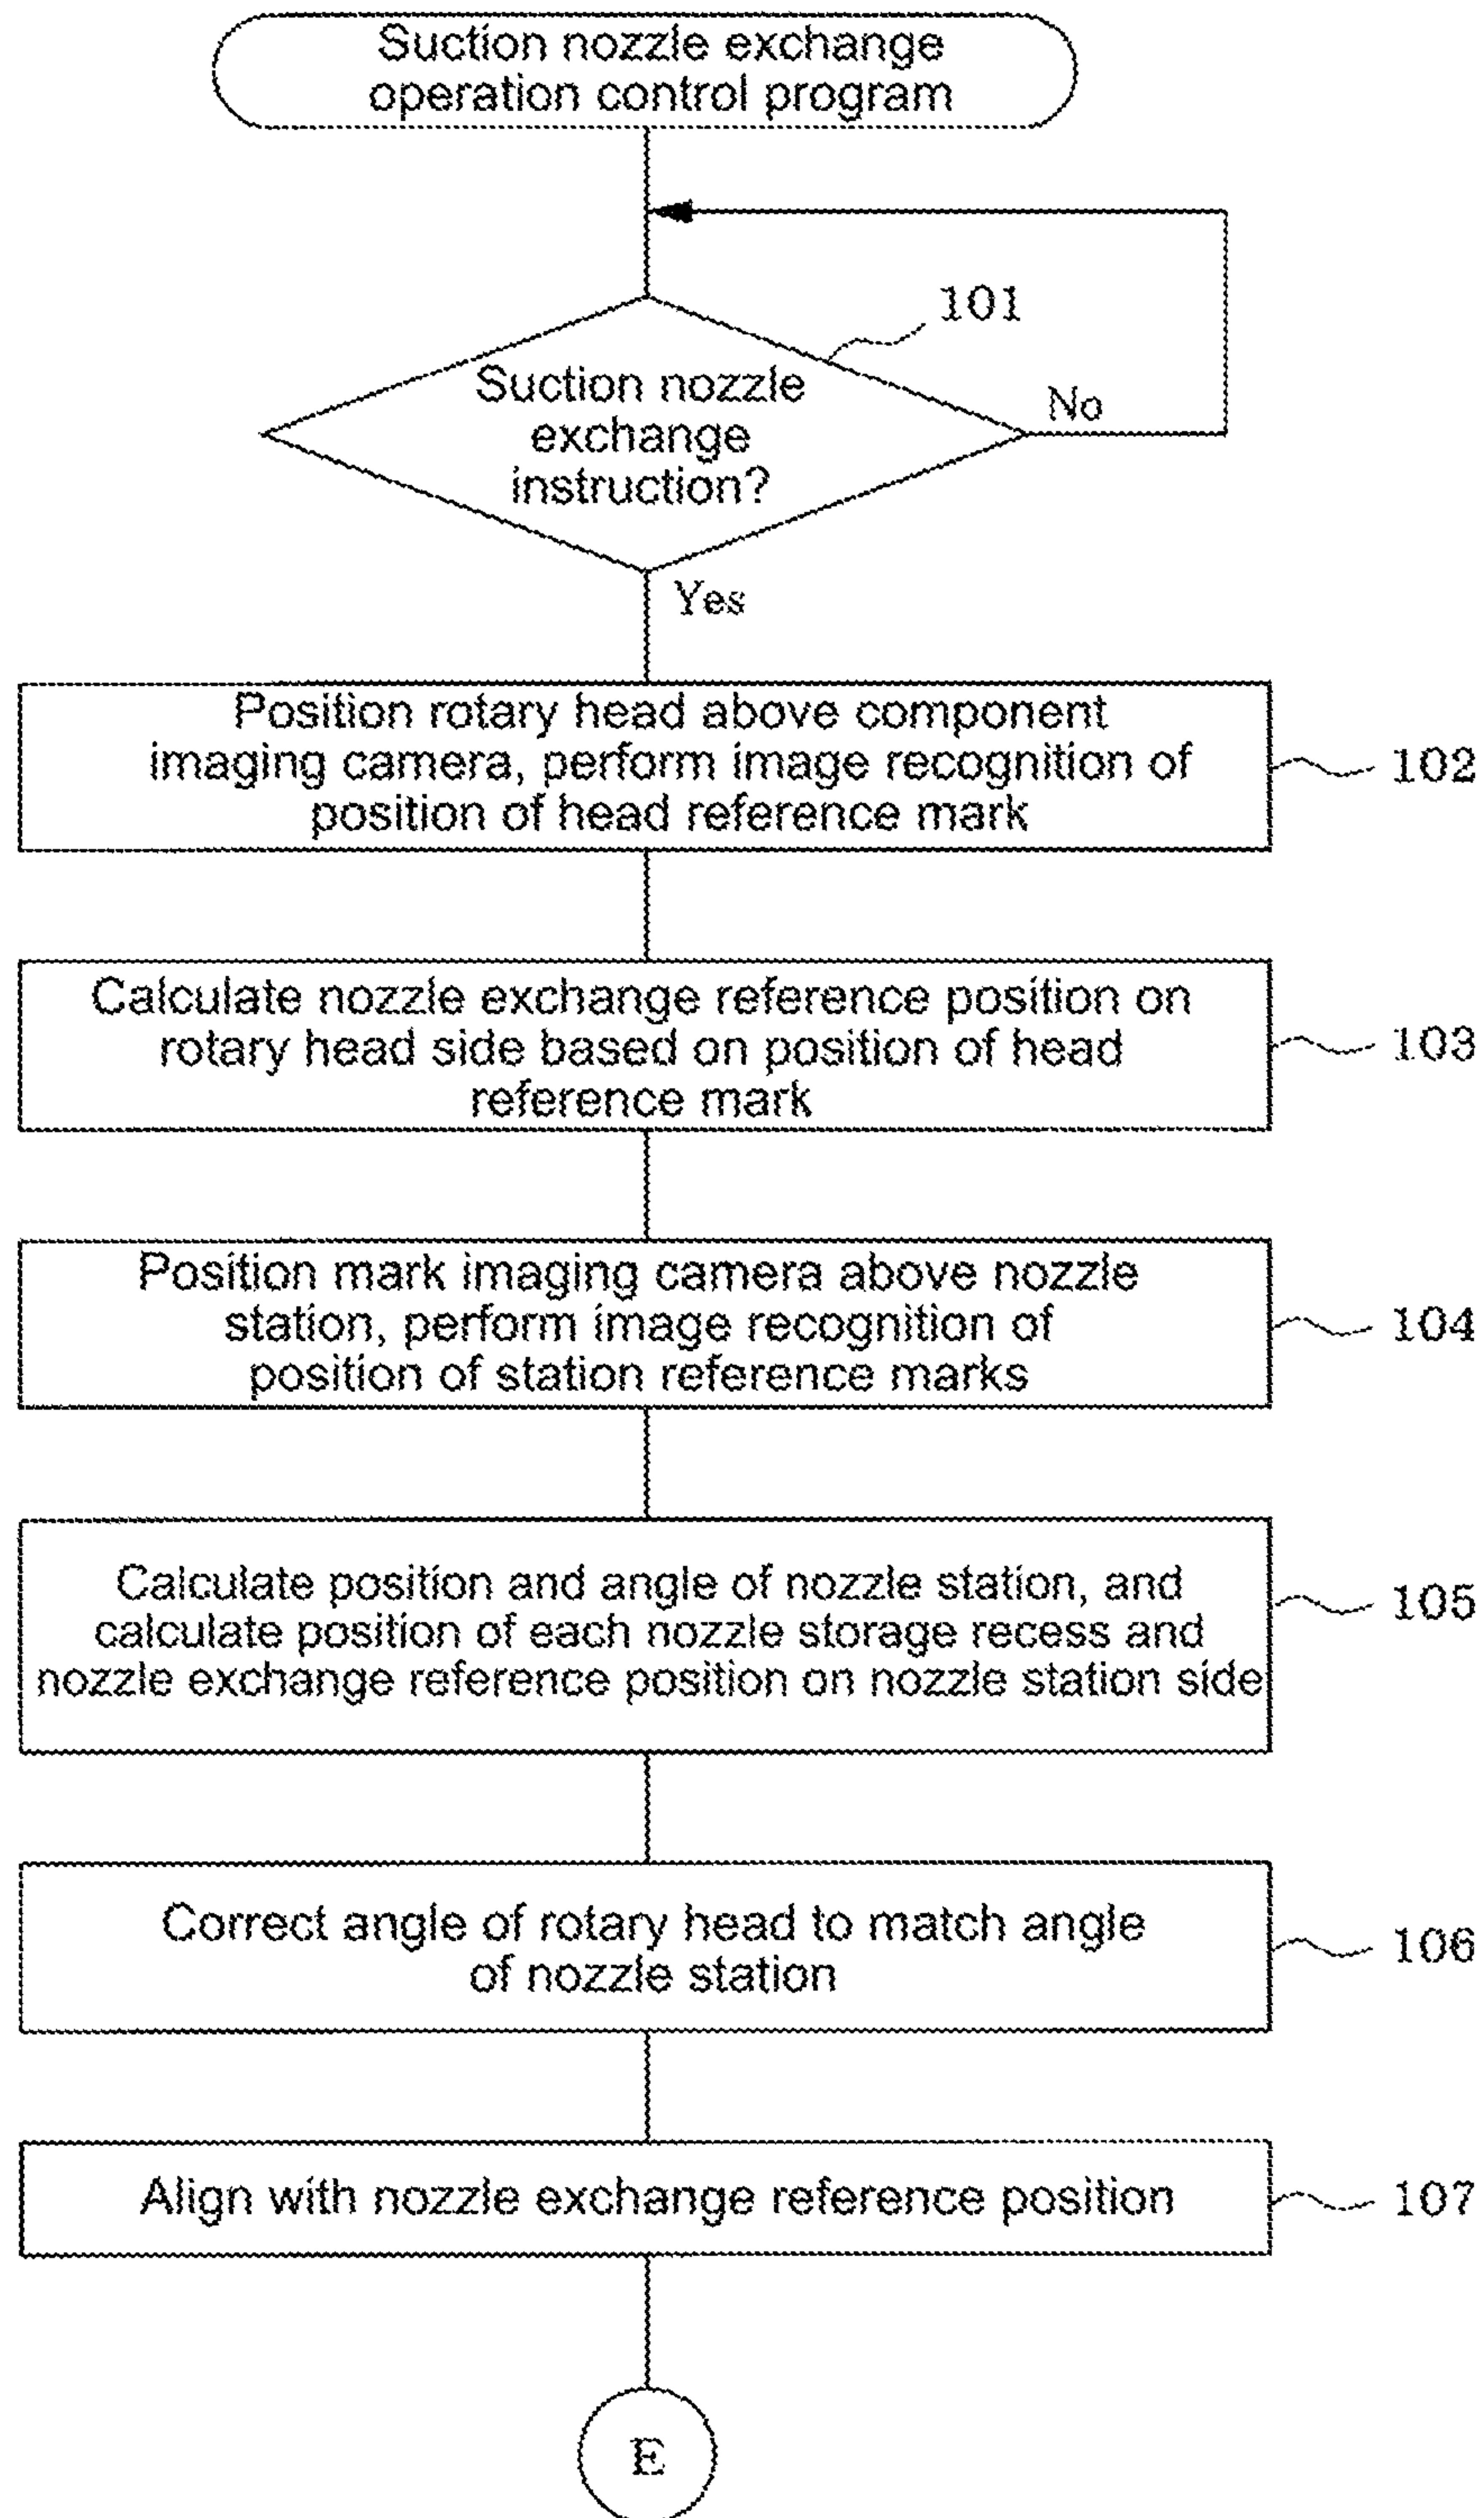 Suction nozzle exchange
operation control program
101
Suction nozzle
exchange
instruction?
No
Yes
Position rotary head above component
imaging camera, perform image recognition of
position of head reference mark
102
Calculate nozzle exchange reference position on
rotary head side based on position of head
reference mark
103
Position mark imaging camera above nozzle
station, perform image recognition of
position of station reference marks
104
Calculate position and angle of nozzle station, and
calculate position of each nozzle storage recess and
nozzle exchange reference position on nozzle station side
105
Correct angle of rotary head to match angle
of nozzle station
106
Align with nozzle exchange reference position
107
E